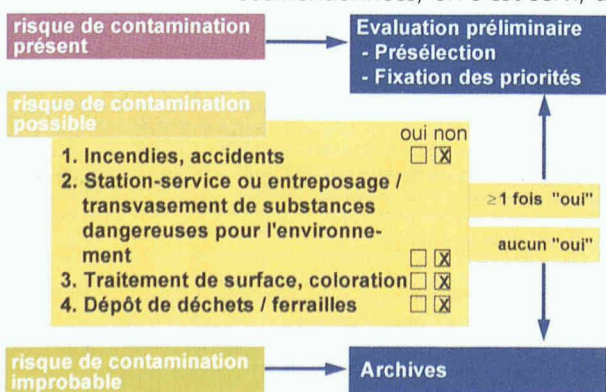 risque de contamination
présent
Evaluation préliminaire
- Présélection
- Fixation des priorités
risque de contamination
possible
oui non
1. Incendies, accidents ☐ ☒
2. Station-service ou entreposage /
transvasement de substances
dangereuses pour l'environne-
ment ☐ ☒
3. Traitement de surface, coloration ☐ ☒
4. Dépôt de déchets / ferrailles ☐ ☒
≥1 fois "oui"
aucun "oui"
risque de contamination
improbable
Archives